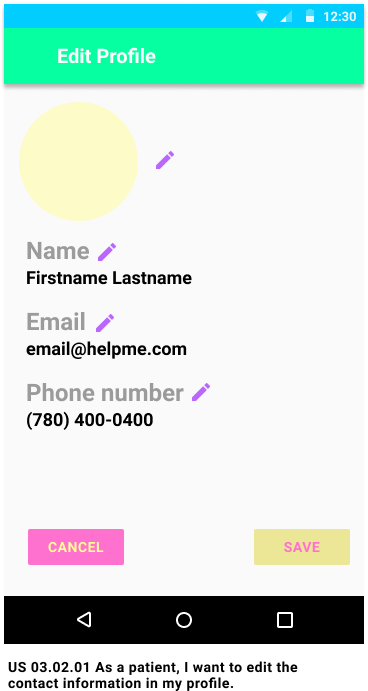 12:30
Edit Profile
Name
Firstname Lastname
Email
email@helpme.com
Phone number
(780) 400-0400
CANCEL
SAVE
US 03.02.01 As a patient, I want to edit the
contact information in my profile.